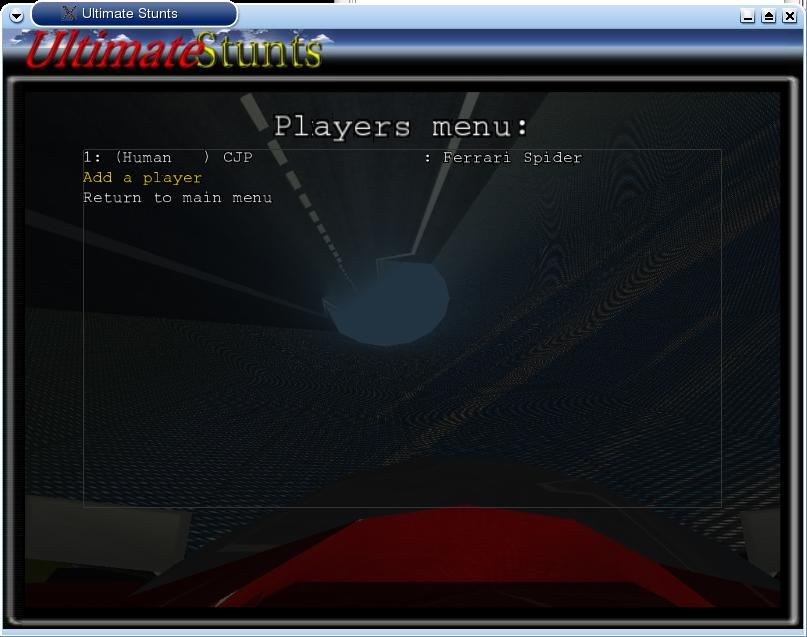 Ultimate Stunts
UltimateStunts
Players menu:
1: (Human   ) CJP                 : Ferrari Spider
Add a player
Return to main menu